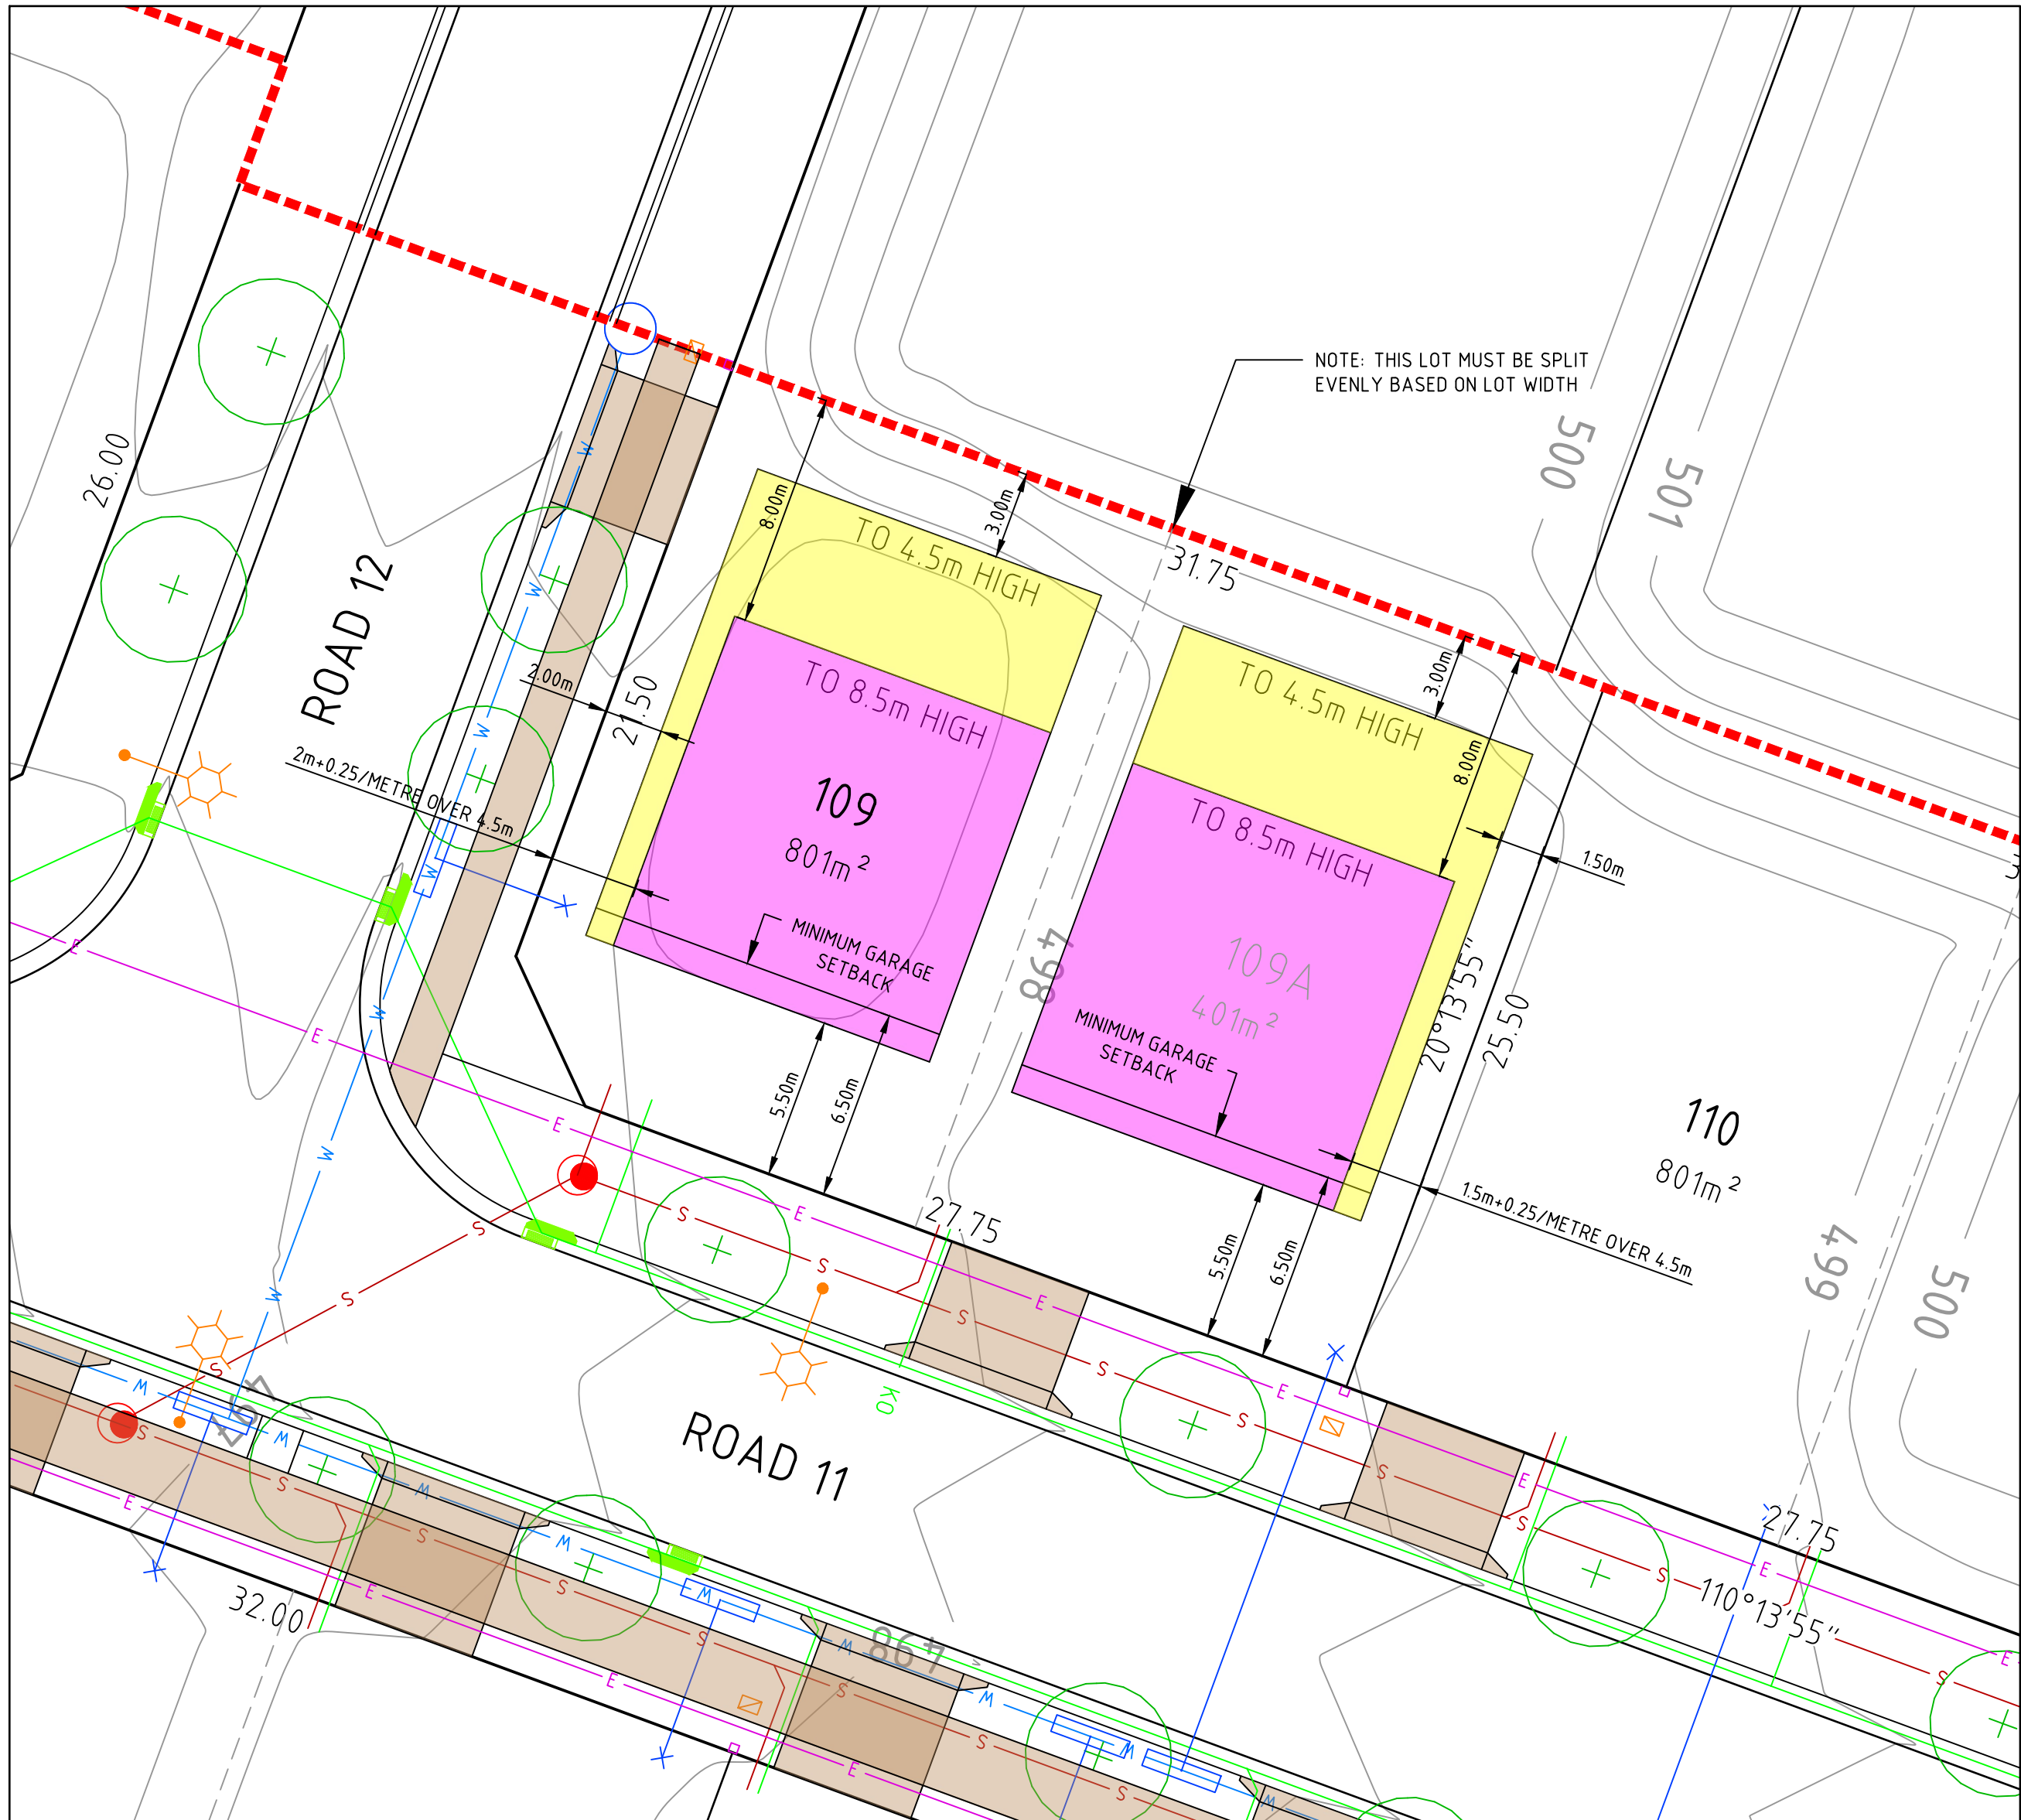 NOTE: THIS LOT MUST BE SPLIT
EVENLY BASED ON LOT WIDTH
500
501
26.00
ROAD 12
W
8.00m
3.00m
TO 4.5m HIGH
31.75
W
2.00m
21.50
TO 8.5m HIGH
TO 4.5m HIGH
3.00m
8.00m
W
2m+0.25/METRE OVER 4.5m
109
801m²
TO 8.5m HIGH
1.50m
W
E
MINIMUM GARAGE
SETBACK
498
109A
401m²
MINIMUM GARAGE
SETBACK
20°13'55"
25.50
W
E
E
5.50m
6.50m
110
801m²
W
S
S
E
27.75
5.50m
6.50m
1.5m+0.25/METRE OVER 4.5m
499
500
W
S
S
S
E
S
E
S
W
497
KO
ROAD 11
S
W
S
E
W
S
S
E
S
27.75
E
S
110°13'55"
E
S
32.00
E
W
S
W
S
W
498
S
E
W
S
W
E
S
W